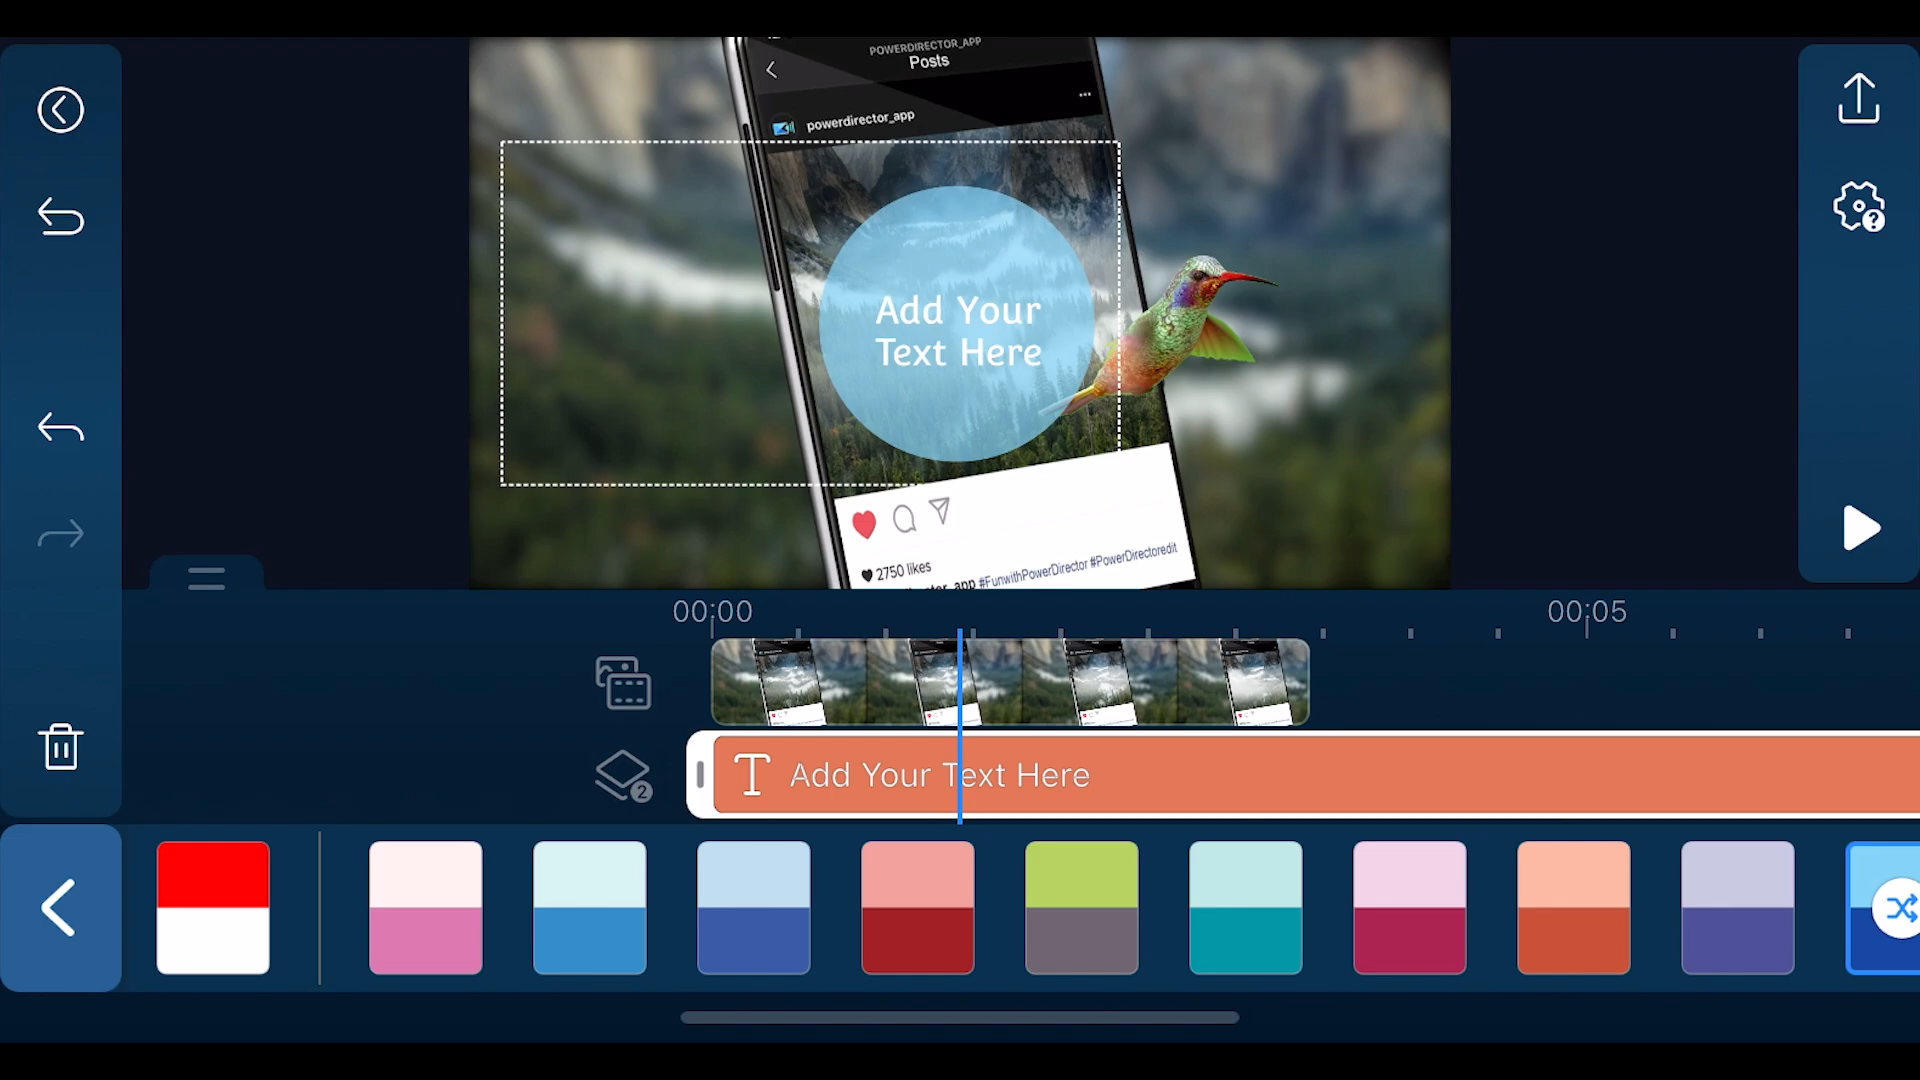 POWERDIRECTOR_APP
Posts
powerdirector_app
Add Your
Text Here
2750 likes
#FunwithPowerDirector #PowerDirectoredit
00:00
00:05
T Add Your Text Here
2